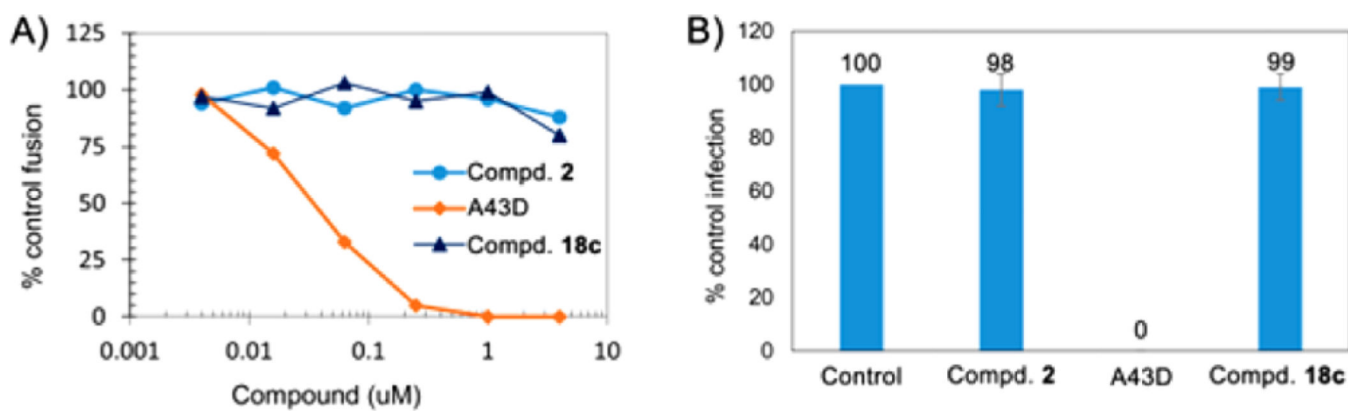 A)
% control fusion
125
100
75
50
25
0
0.001
0.01
0.1
1
10
Compound (uM)
Compd. 2
A43D
Compd. 18c
B)
% control infection
120
100
80
60
40
20
0
100
98
0
99
Control
Compd. 2
A43D
Compd. 18c